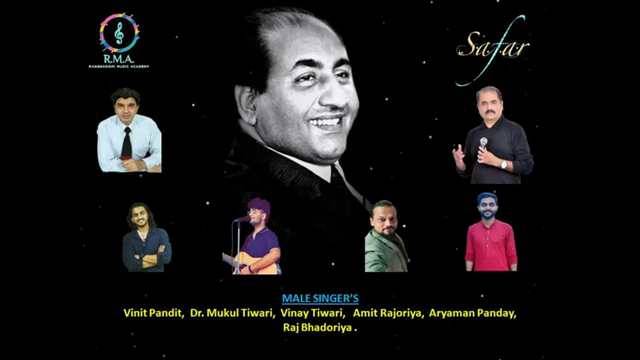 R.M.A.
RANGBHOOMI MUSIC ACADEMY
Safar
MALE SINGER'S
Vinit Pandit, Dr. Mukul Tiwari, Vinay Tiwari, Amit Rajoriya, Aryaman Panday,
Raj Bhadoriya .